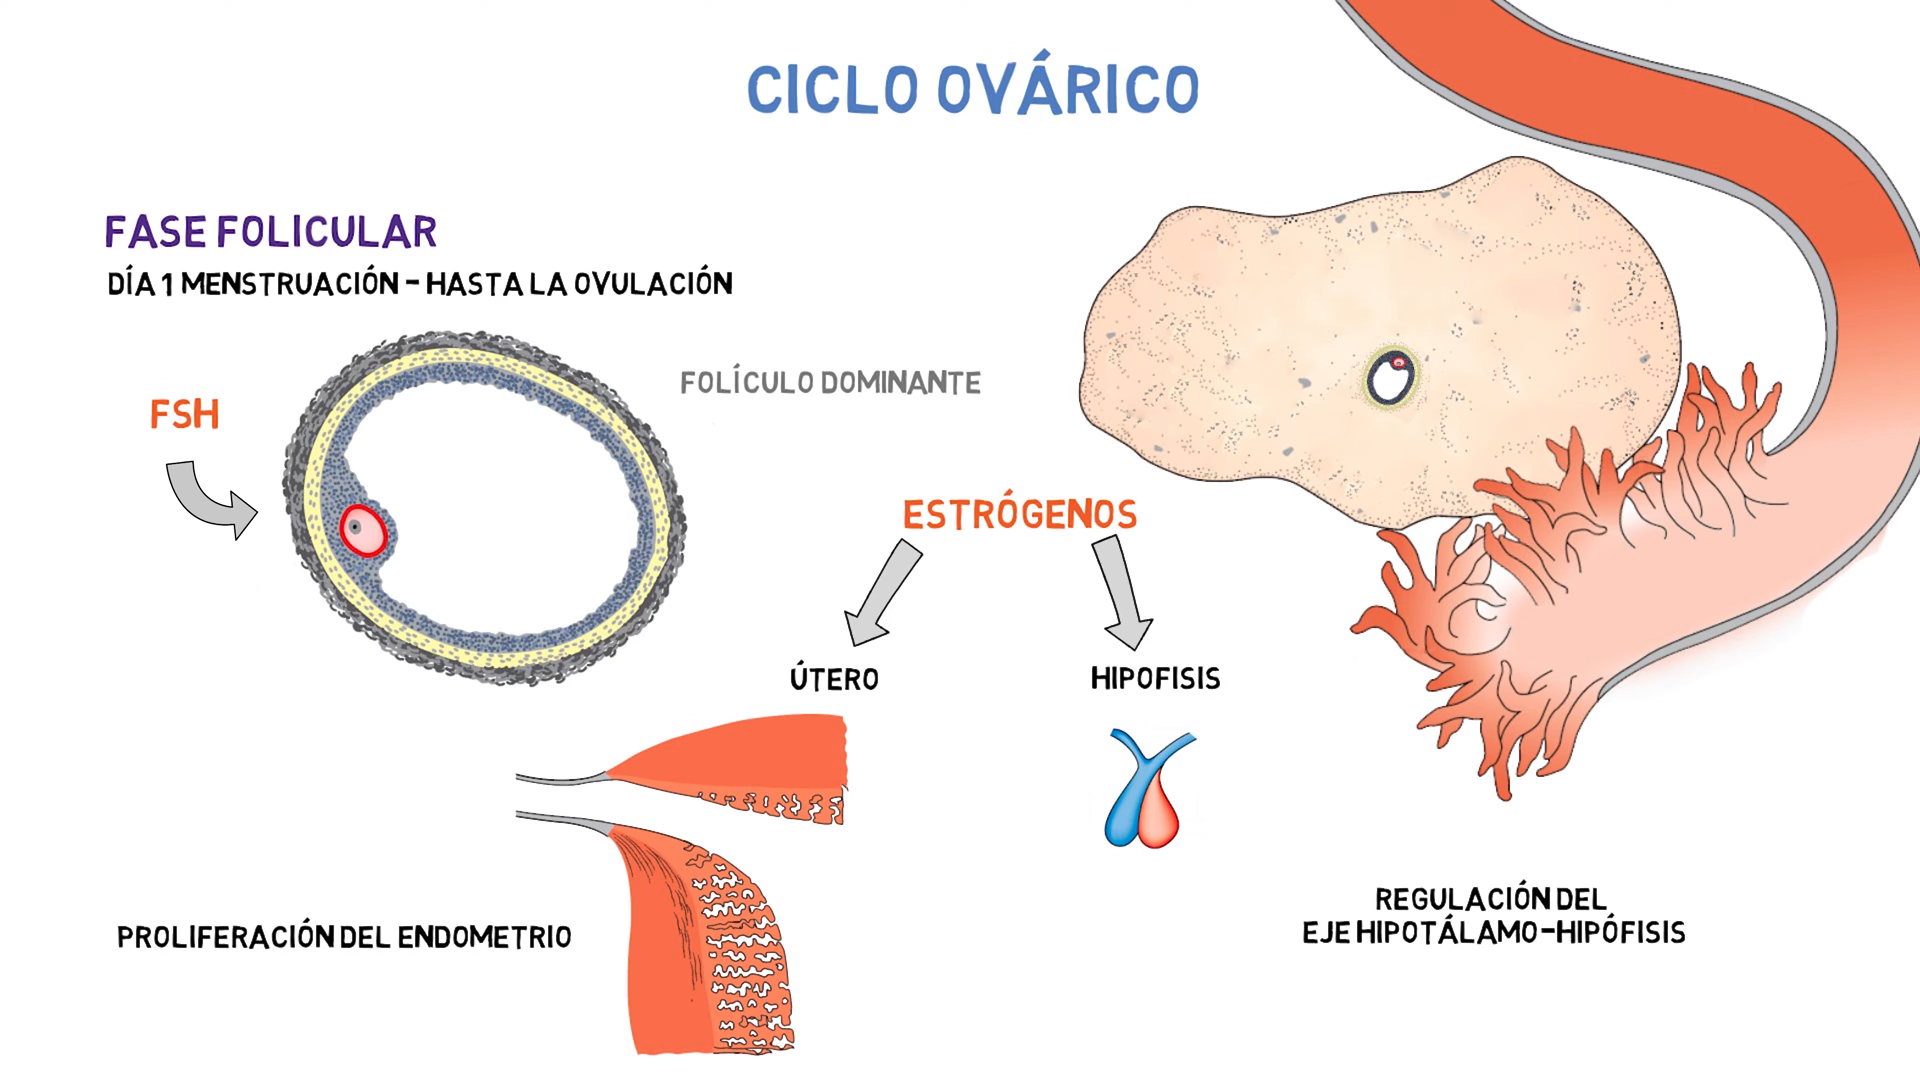 CICLO OVÁRICO
FASE FOLICULAR
DÍA 1 MENSTRUACIÓN - HASTA LA OVULACIÓN
FOLÍCULO DOMINANTE
FSH
ESTRÓGENOS
ÚTERO
HIPOFISIS
PROLIFERACIÓN DEL ENDOMETRIO
REGULACIÓN DEL
EJE HIPOTÁLAMO-HIPÓFISIS